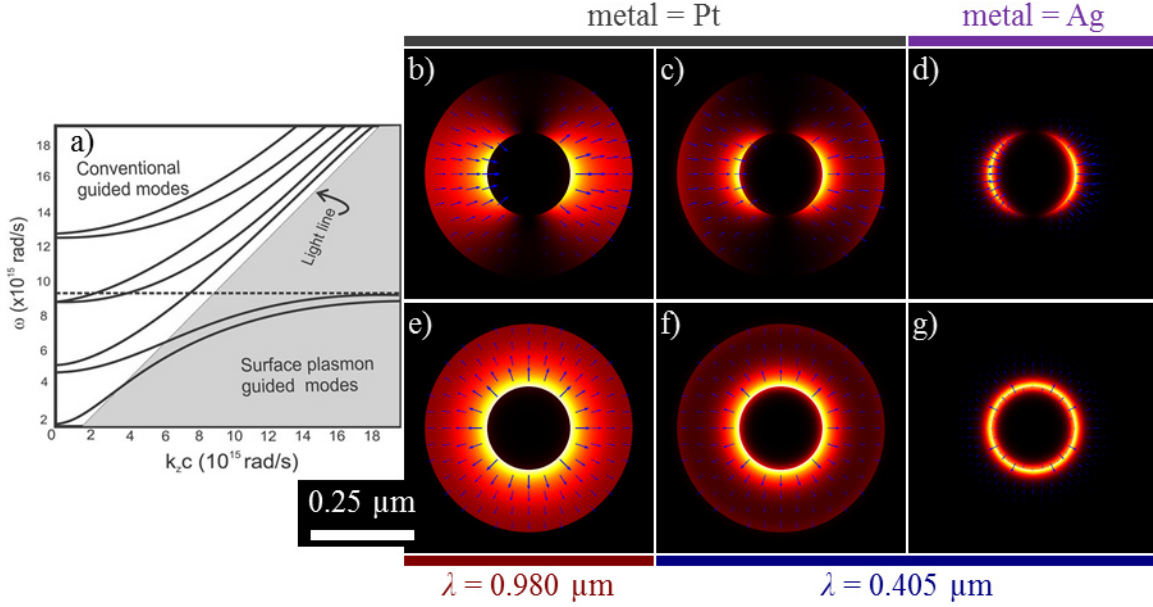 metal = Pt
metal = Ag
a)
b)
c)
d)
18
16
14
12
10
8
6
4
2
ω (x10¹⁵ rad/s)
Conventional
guided modes
Light line
Surface plasmon
guided modes
0 2 4 6 8 10 12 14 16 18
k_zc (10¹⁵ rad/s)
e)
f)
g)
0.25 µm
λ = 0.980 µm
λ = 0.405 µm